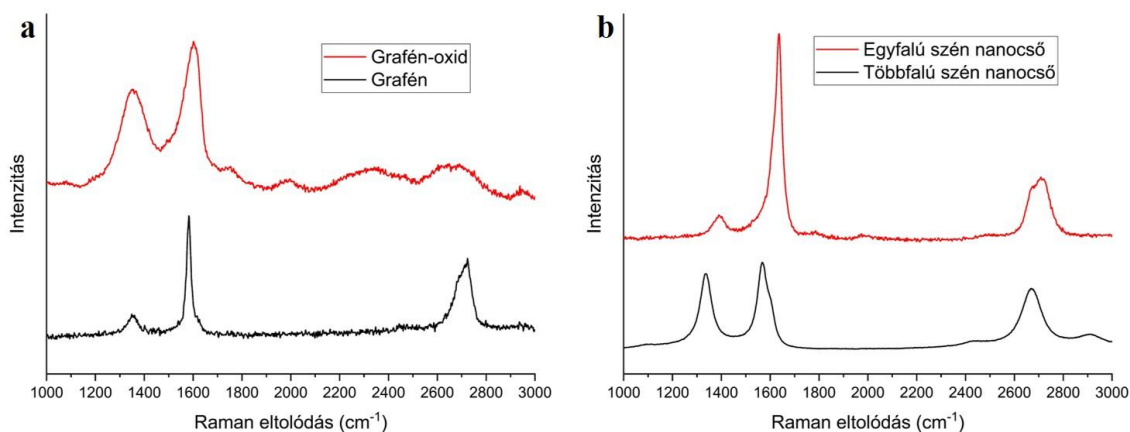 a
Grafén-oxid
Grafén
Intenzitás
1000 1200 1400 1600 1800 2000 2200 2400 2600 2800 3000
Raman eltolódás (cm⁻¹)
b
Egyfalú szén nanocső
Többfalú szén nanocső
Intenzitás
1000 1200 1400 1600 1800 2000 2200 2400 2600 2800 3000
Raman eltolódás (cm⁻¹)